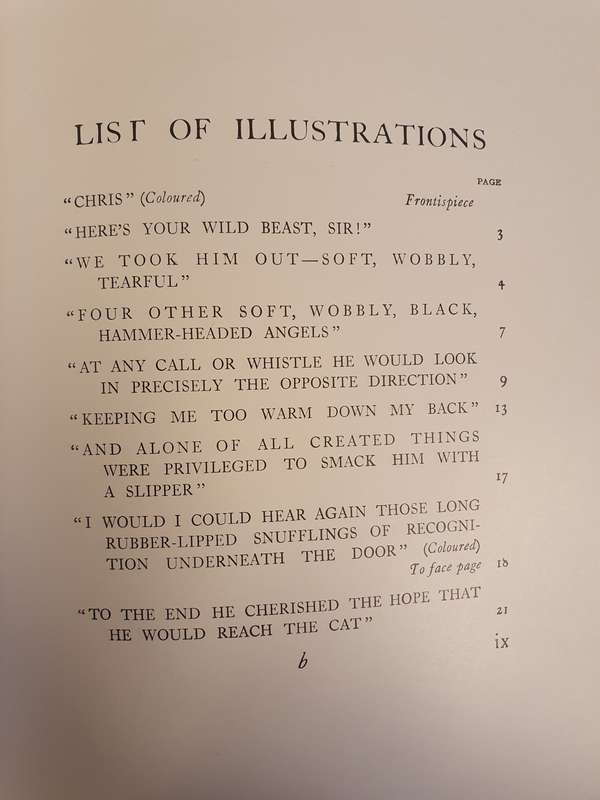 LIST OF ILLUSTRATIONS
PAGE
“CHRIS” (Coloured) Frontispiece
“HERE'S YOUR WILD BEAST, SIR!” 3
“WE TOOK HIM OUT—SOFT, WOBBLY,
TEARFUL” 4
“FOUR OTHER SOFT, WOBBLY, BLACK,
HAMMER-HEADED ANGELS” 7
“AT ANY CALL OR WHISTLE HE WOULD LOOK
IN PRECISELY THE OPPOSITE DIRECTION” 9
“KEEPING ME TOO WARM DOWN MY BACK” 13
“AND ALONE OF ALL CREATED THINGS
WERE PRIVILEGED TO SMACK HIM WITH
A SLIPPER” 17
“I WOULD I COULD HEAR AGAIN THOSE LONG
RUBBER-LIPPED SNUFFLINGS OF RECOGNI-
TION UNDERNEATH THE DOOR” (Coloured)
To face page 18
“TO THE END HE CHERISHED THE HOPE THAT
HE WOULD REACH THE CAT” 21
b
ix